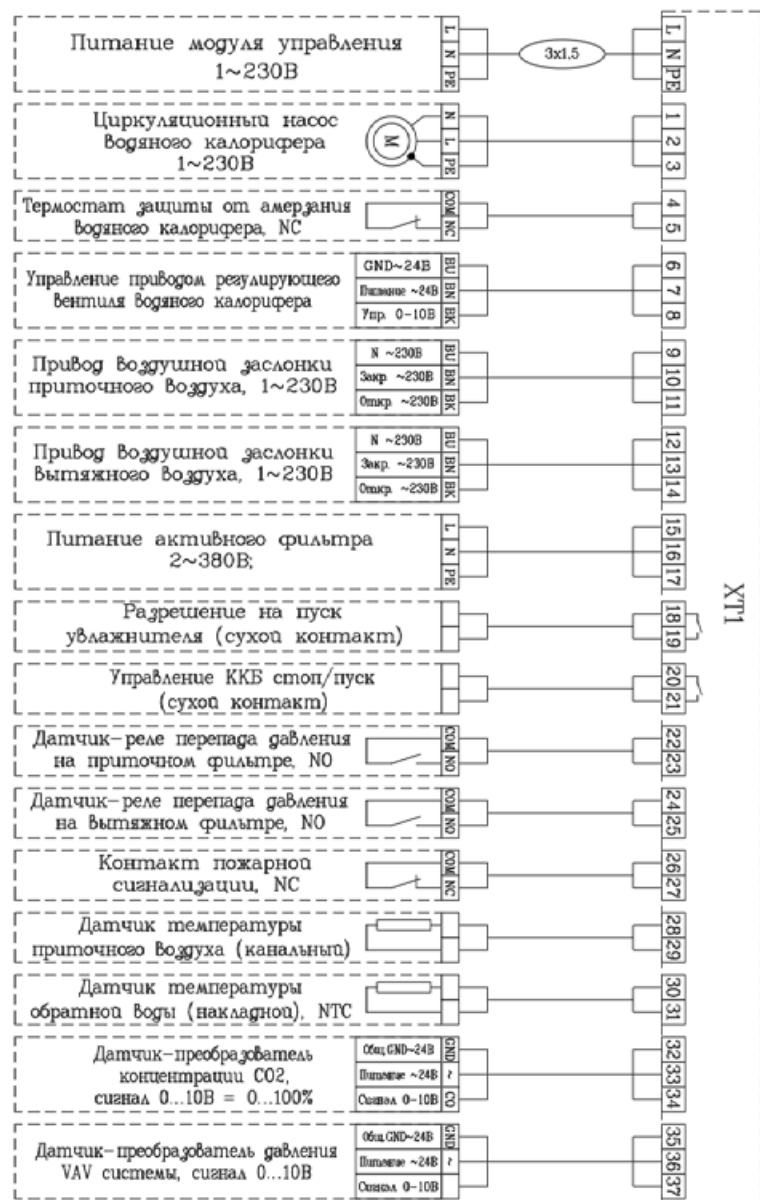 Питание модуля управления
1~230В
L
N
PE
3x1.5
L
N
PE
Циркуляционный насос
водяного калорифера
1~230В
M
N
L
PE
1
2
3
Термостат защиты от амерзания
водяного калорифера, NC
COM
NC
4
5
Управление приводом регулирующего
вентиля водяного калорифера
GND~24В
Питание ~24В
Упр. 0-10В
BU
BN
BK
6
7
8
Привод воздушной заслонки
приточного воздуха, 1~230В
N ~230В
Закр. ~230В
Откр. ~230В
BU
BN
BK
9
10
11
Привод воздушной заслонки
вытяжного воздуха, 1~230В
N ~230В
Закр. ~230В
Откр. ~230В
BU
BN
BK
12
13
14
Питание активного фильтра
2~380В;
L
N
PE
15
16
17
XT1
Разрешение на пуск
увлажнителя (сухой контакт)
18
19
Управление ККБ стоп/пуск
(сухой контакт)
20
21
Датчик-реле перепада давления
на приточном фильтре, NO
COM
NO
22
23
Датчик-реле перепада давления
на вытяжном фильтре, NO
COM
NO
24
25
Контакт пожарной
сигнализации, NC
COM
NC
26
27
Датчик температуры
приточного воздуха (канальный)
28
29
Датчик температуры
обратной воды (накладной), NTC
30
31
Датчик-преобразователь
концентрации CO2,
сигнал 0...10В = 0...100%
Общ.GND~24В
Питание ~24В
Сигнал 0-10В
GND
~
CO
32
33
34
Датчик-преобразователь давления
VAV системы, сигнал 0...10В
Общ.GND~24В
Питание ~24В
Сигнал 0-10В
GND
~
35
36
37